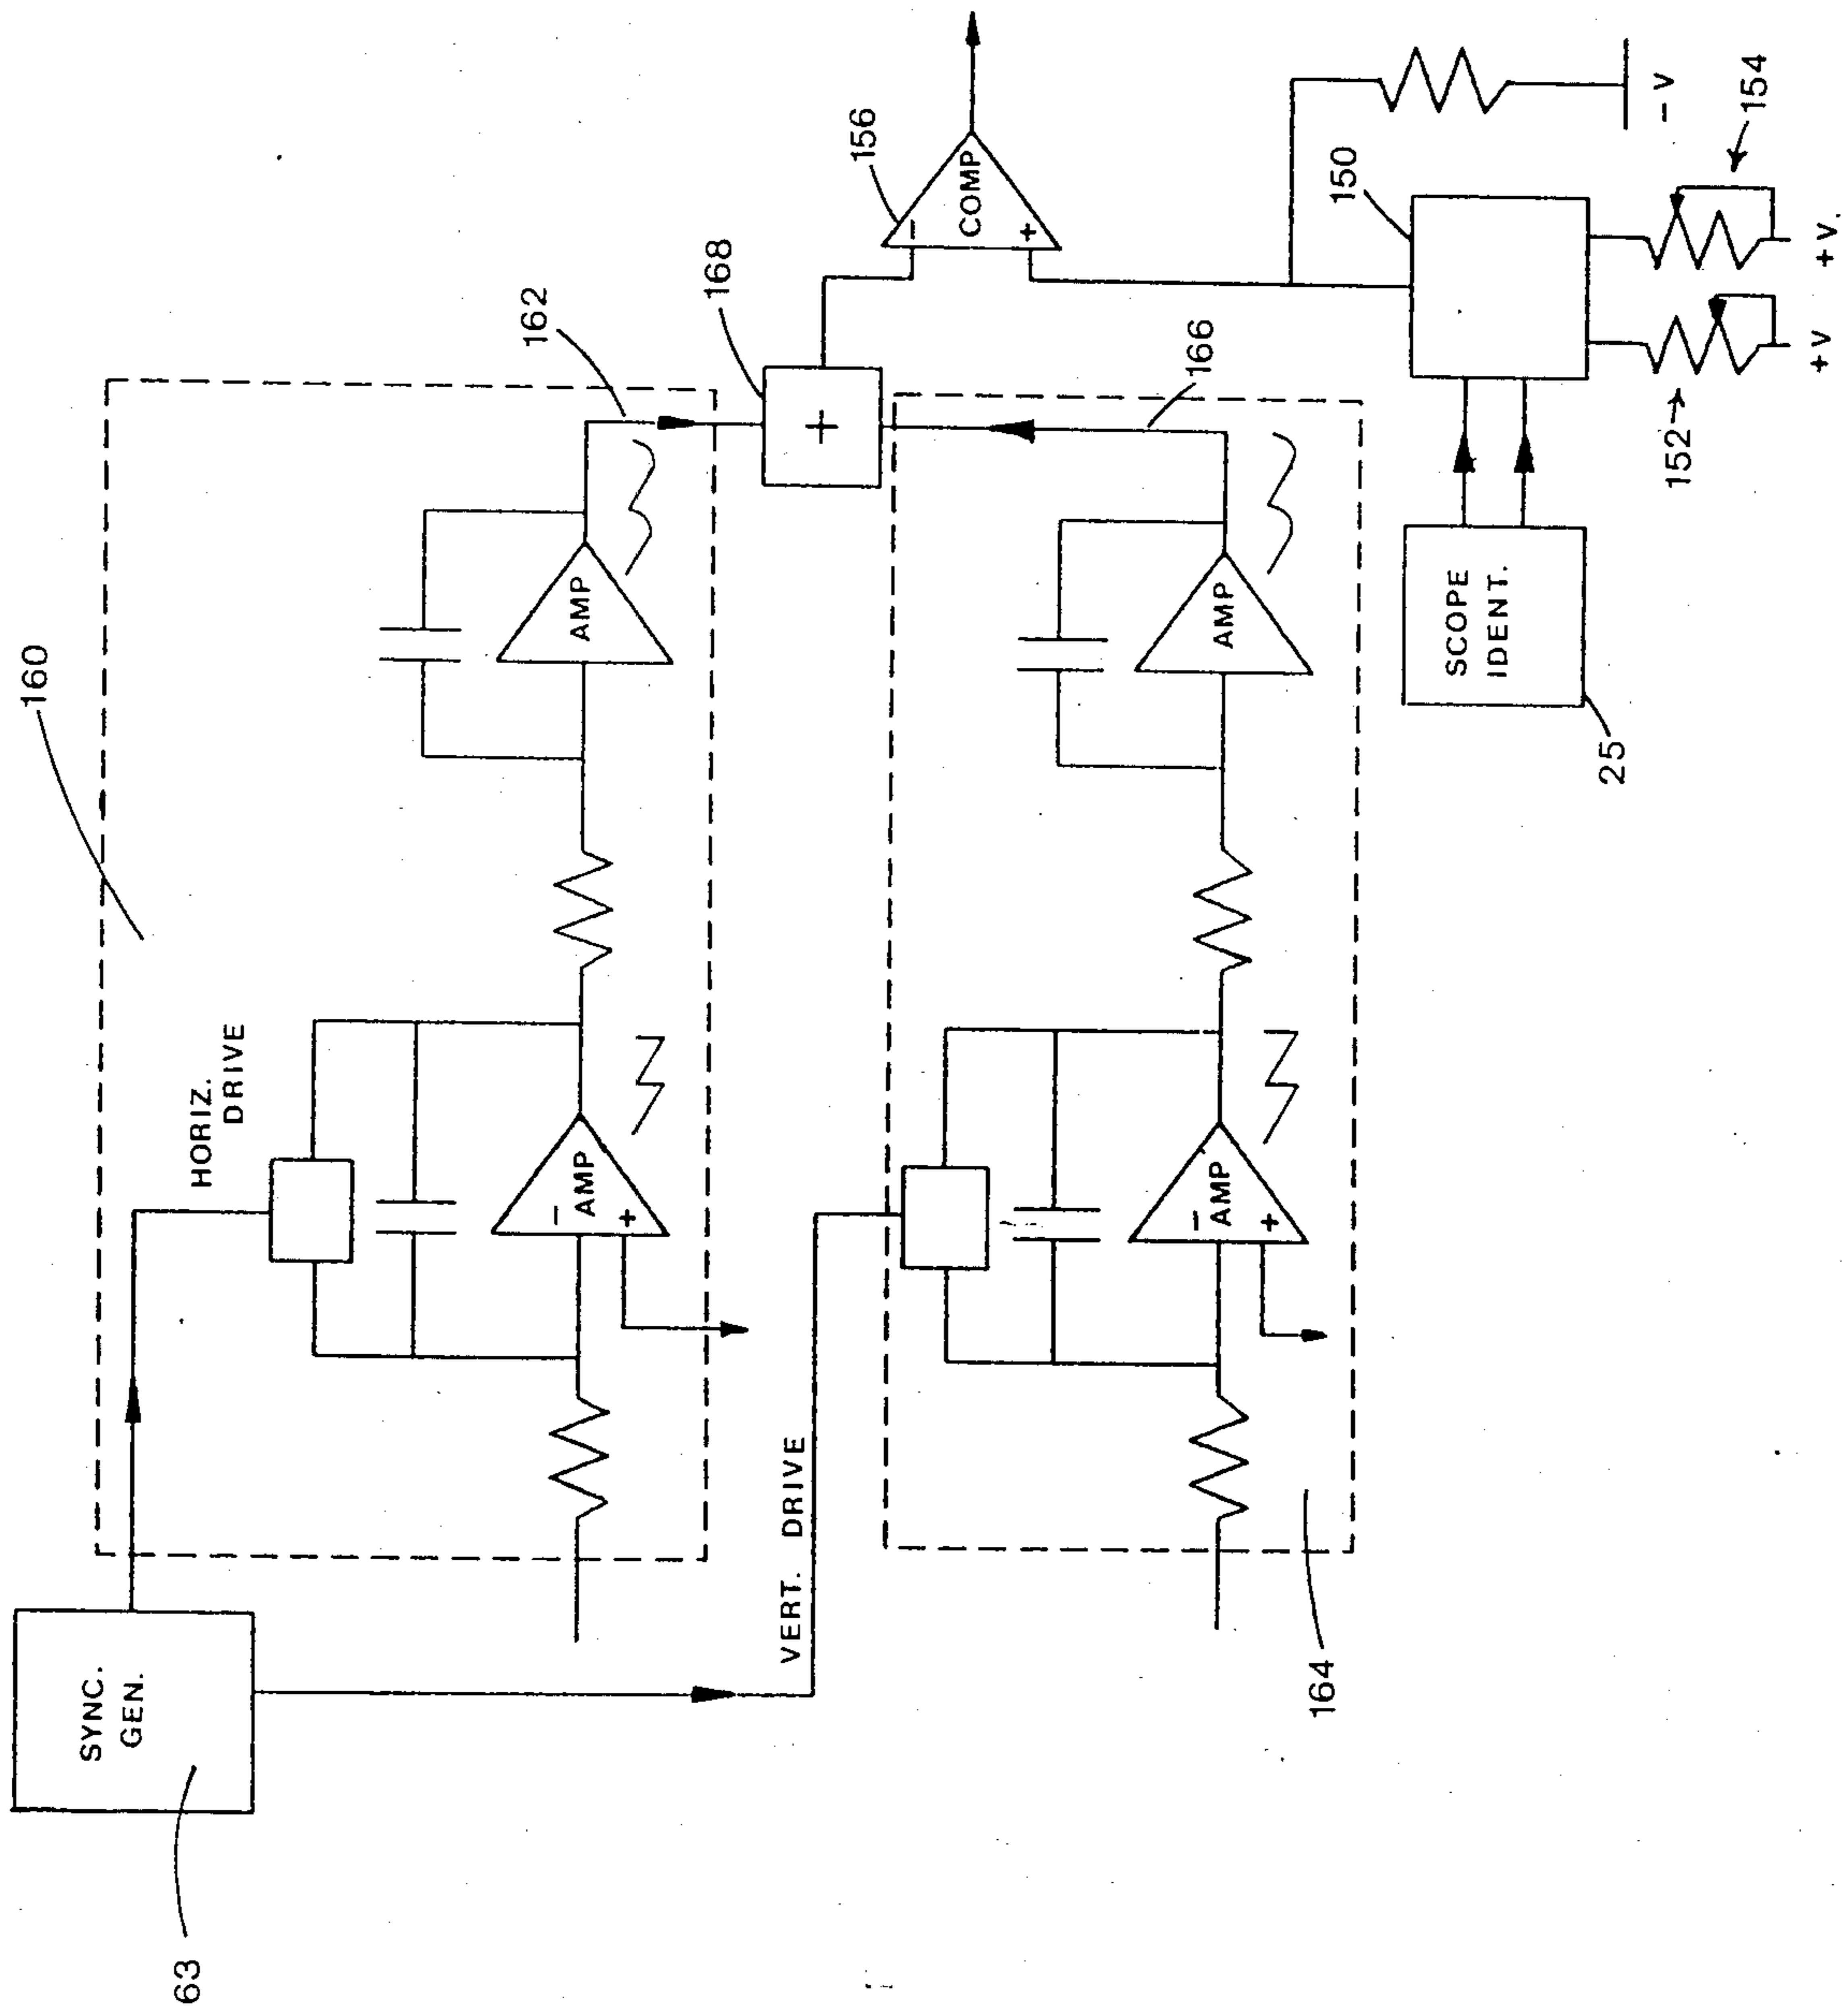 63
SYNC.
GEN.
160
HORIZ.
DRIVE
-
AMP
+
AMP
162
168
+
156
-
COMP
+
VERT. DRIVE
164
-
AMP
+
AMP
166
25
SCOPE
IDENT.
150
152
154
+V
+V.
-V